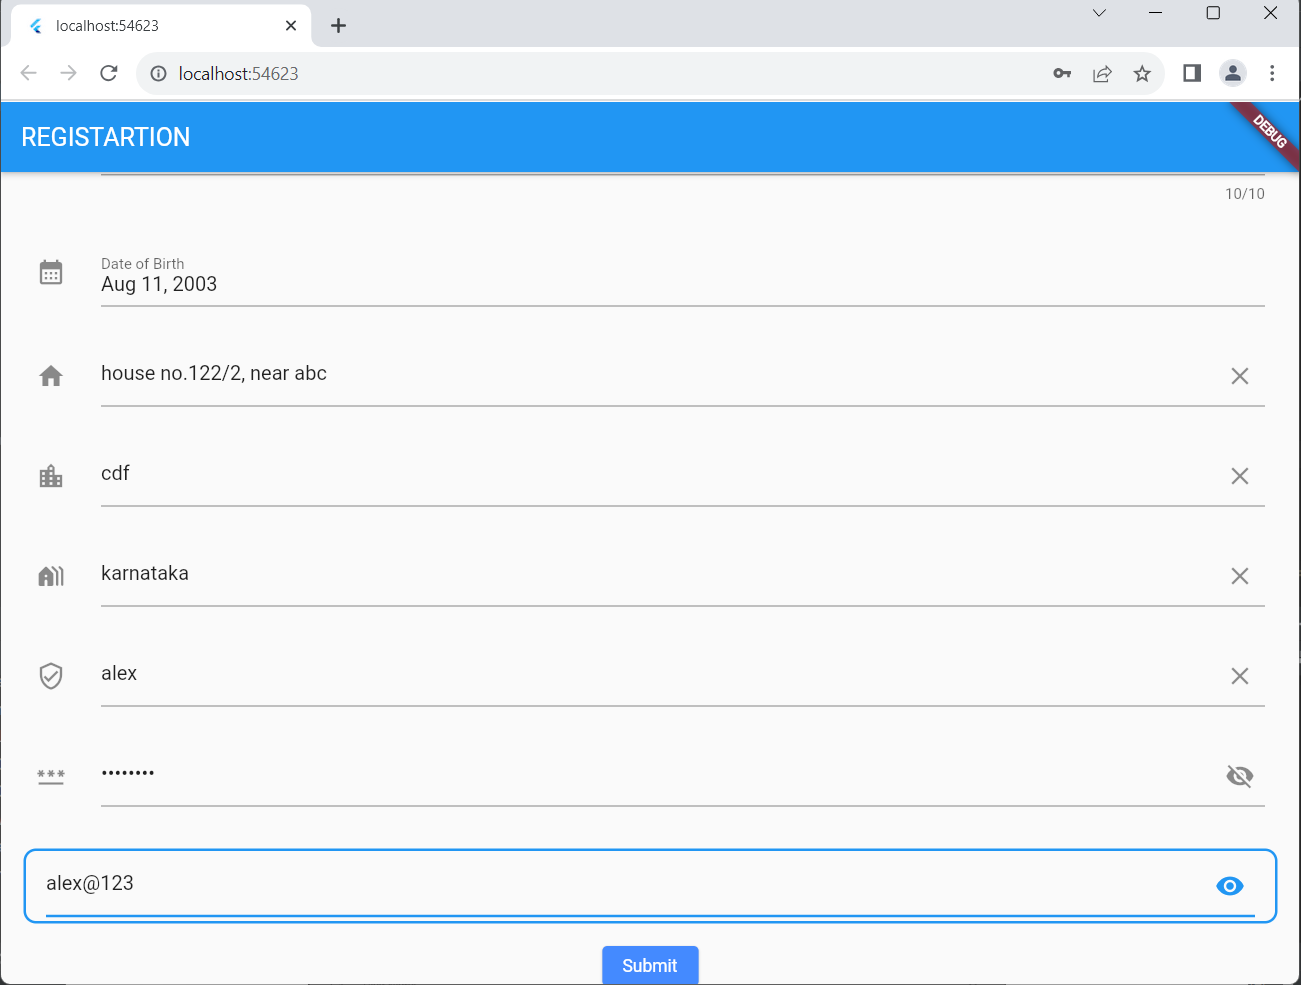 localhost:54623
localhost:54623
REGISTARTION
DEBUG
10/10
Date of Birth
Aug 11, 2003
house no.122/2, near abc
cdf
karnataka
alex
***
••••••••
alex@123
Submit